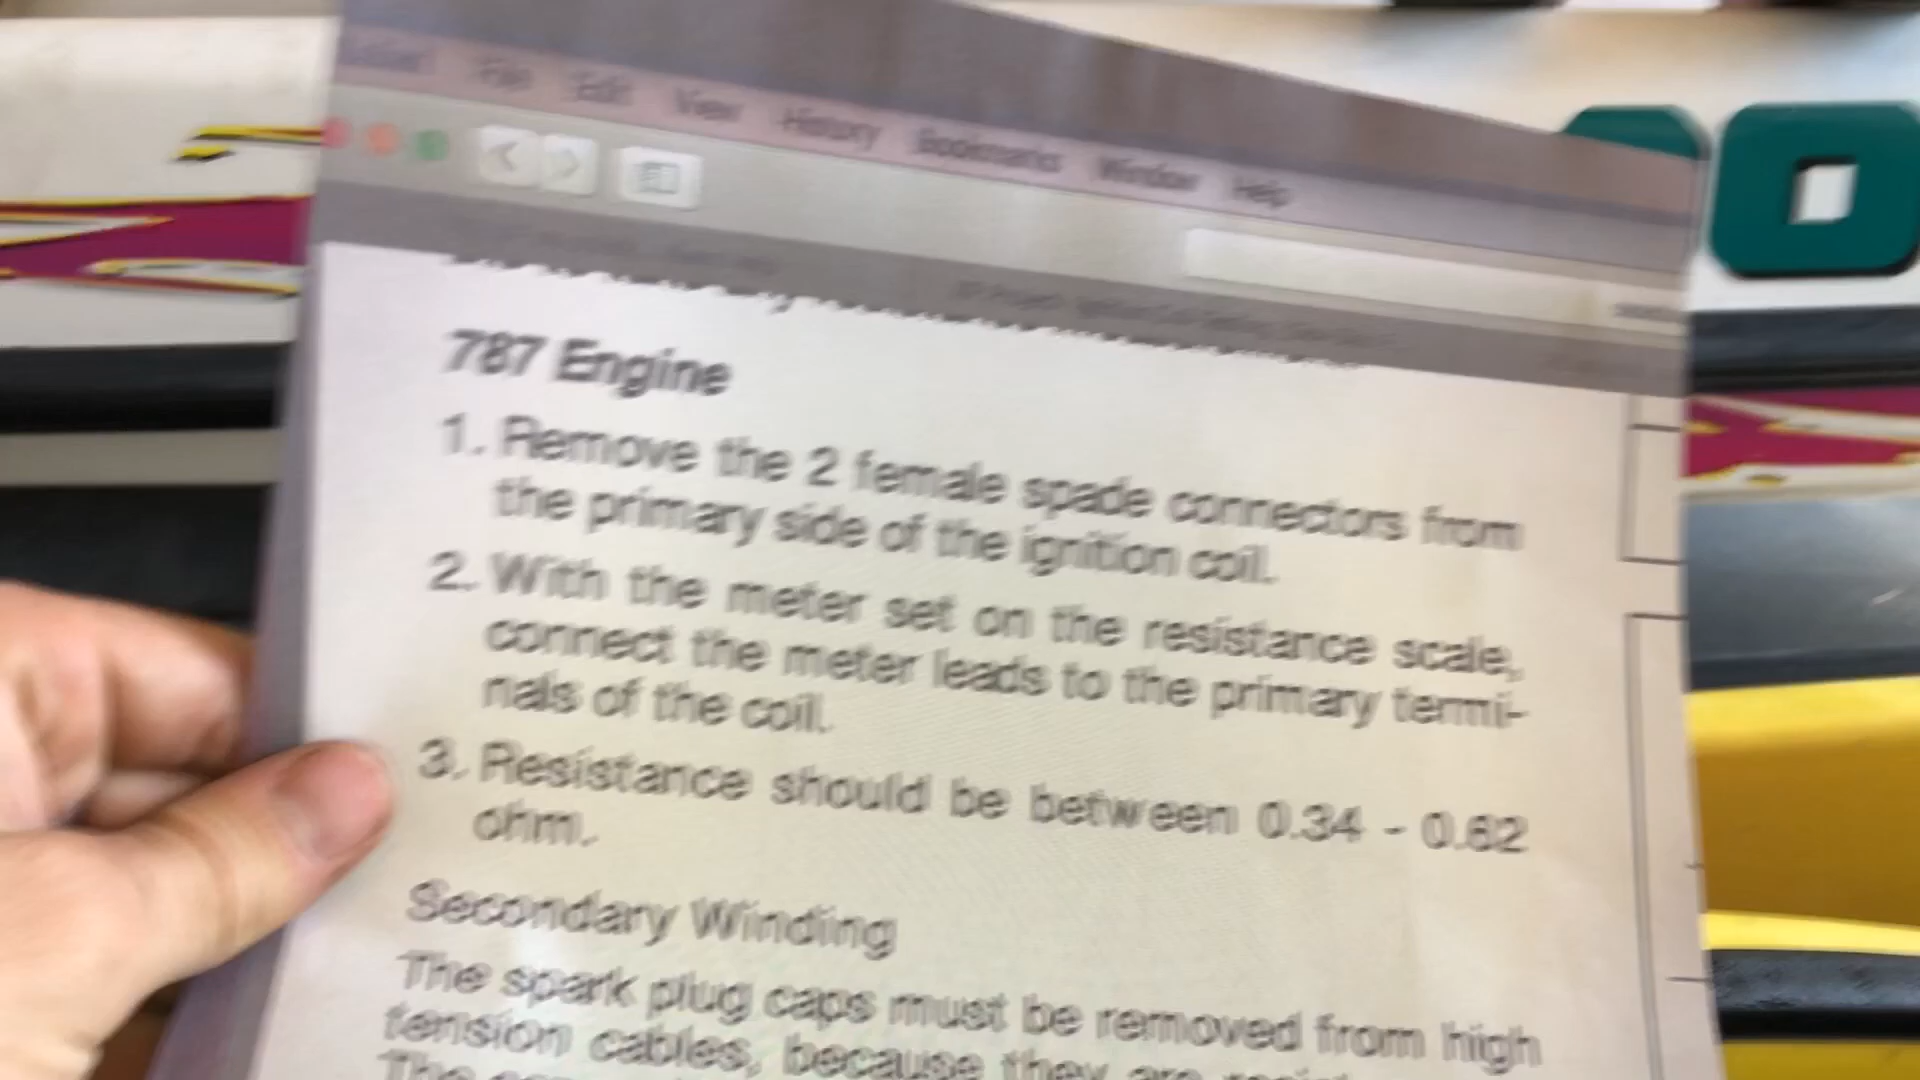 File Edit View History Bookmarks Window Help
787 Engine
1. Remove the 2 female spade connectors from
the primary side of the ignition coil.
2. With the meter set on the resistance scale,
connect the meter leads to the primary termi-
nals of the coil.
3. Resistance should be between 0.34 - 0.62
ohm.
Secondary Winding
The spark plug caps must be removed from high
tension cables, because they are
The